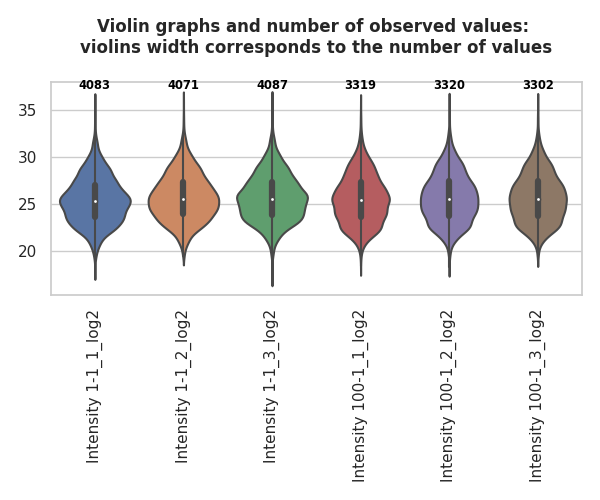 Violin graphs and number of observed values:
violins width corresponds to the number of values
4083 4071 4087 3319 3320 3302
35
30
25
20
Intensity 1-1_1_log2
Intensity 1-1_2_log2
Intensity 1-1_3_log2
Intensity 100-1_1_log2
Intensity 100-1_2_log2
Intensity 100-1_3_log2